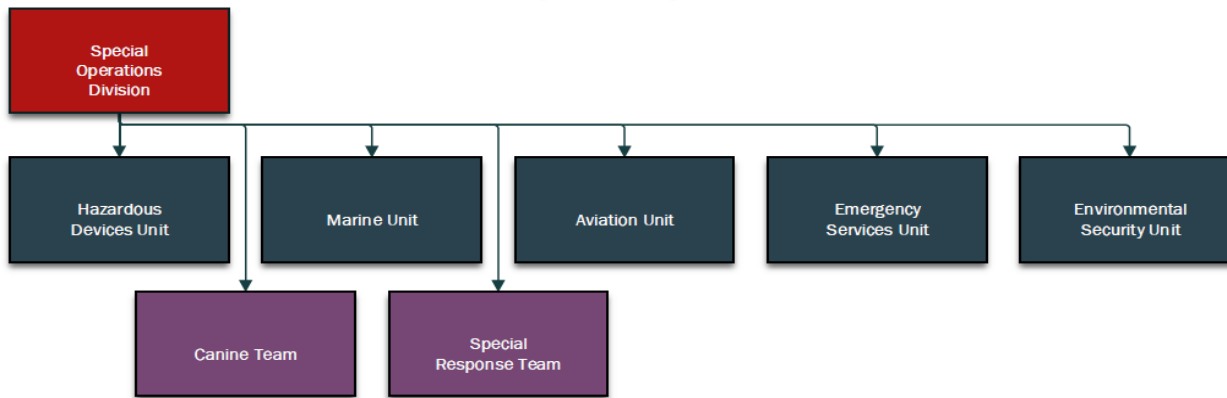 Special
Operations
Division
Hazardous
Devices Unit
Marine Unit
Aviation Unit
Emergency
Services Unit
Environmental
Security Unit
Canine Team
Special
Response Team